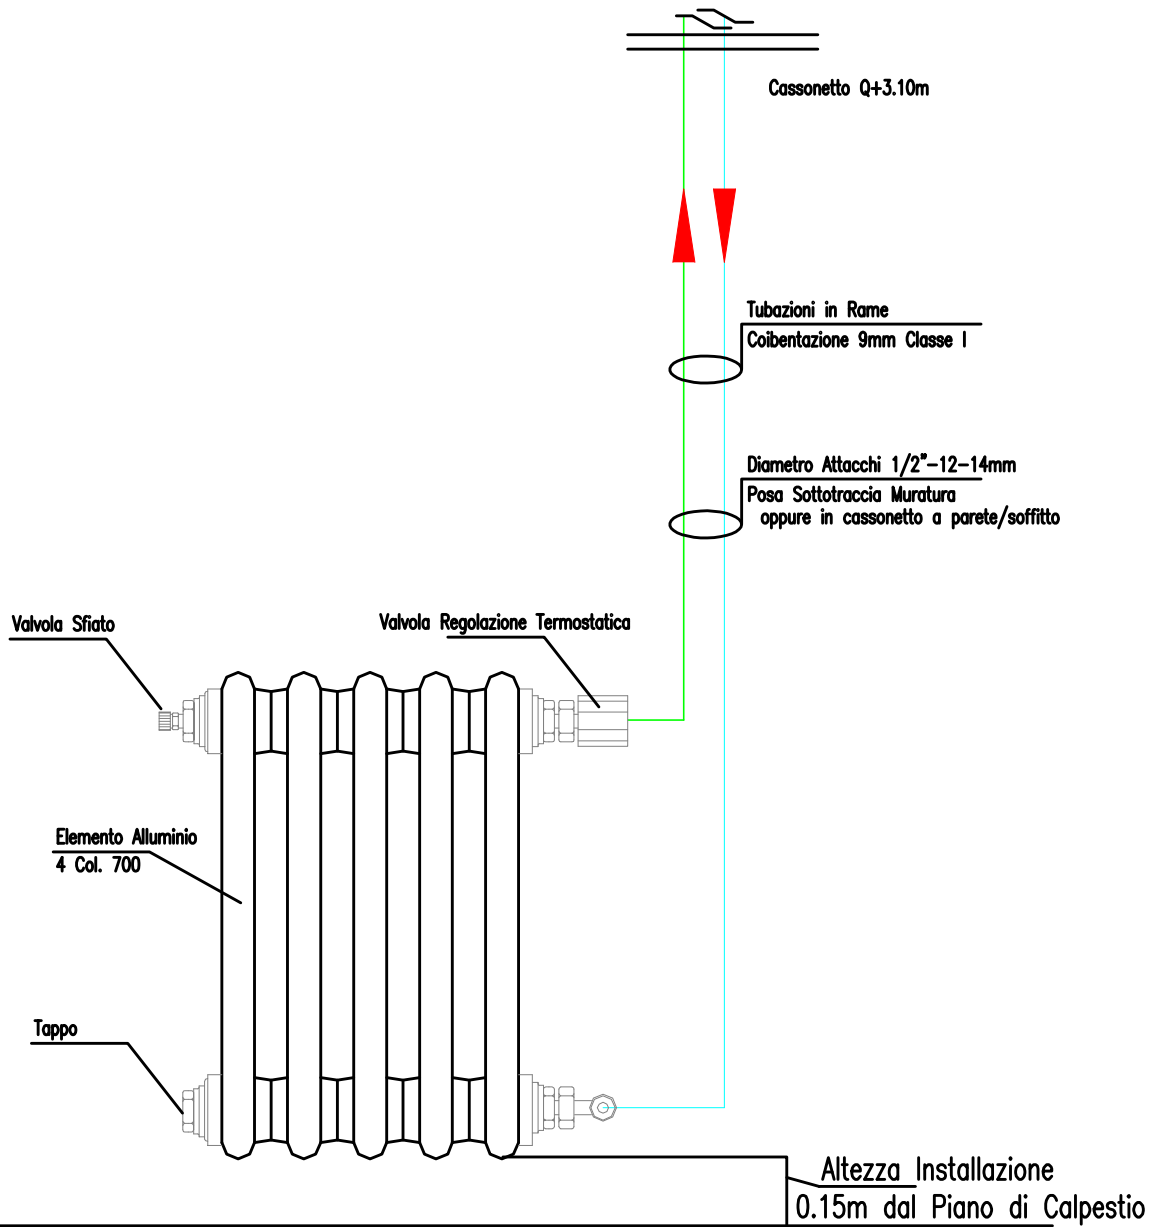 Cassonetto Q+3.10m
Tubazioni in Rame
Coibentazione 9mm Classe I
Diametro Attacchi 1/2"-12-14mm
Posa Sottotraccia Muratura
oppure in cassonetto a parete/soffitto
Valvola Sfiato
Valvola Regolazione Termostatica
Elemento Alluminio
4 Col. 700
Tappo
Altezza Installazione
0.15m dal Piano di Calpestio